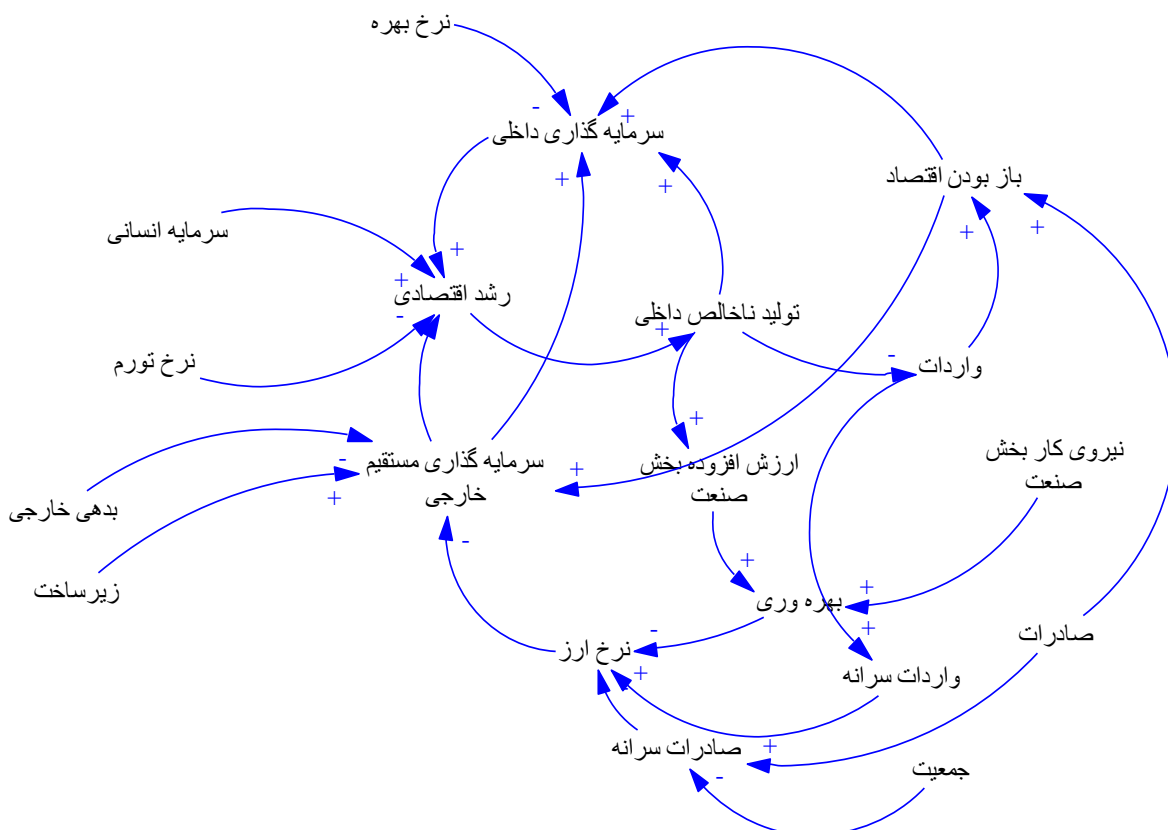 نرخ بهره
-
+
سرمایه گذاری داخلی
+
+
باز بودن اقتصاد
+
+
سرمایه انسانی
+
+
رشد اقتصادی
-
تولید ناخالص داخلی
+
نرخ تورم
-
واردات
+
سرمایه گذاری مستقیم
خارجی
-
+
+
ارزش افزوده بخش
صنعت
نیروی کار بخش
صنعت
بدهی خارجی
-
+
زیرساخت
+
بهره وری
+
-
+
نرخ ارز
+
واردات سرانه
صادرات
صادرات سرانه
+
-
جمعیت